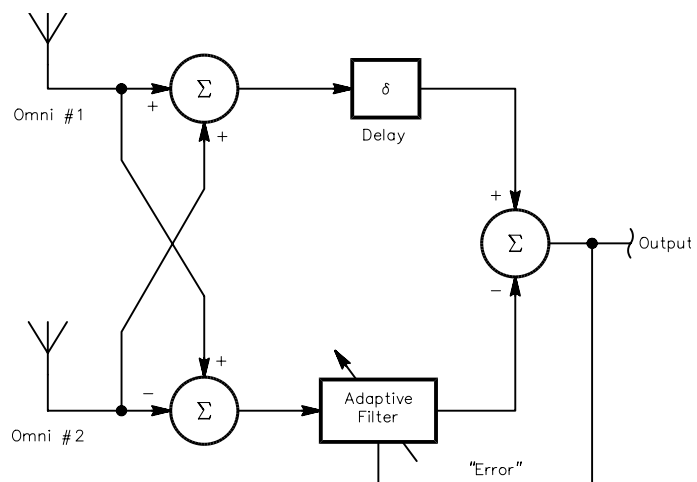 Omni #1
+
Σ
+
δ
Delay
+
Σ
Output
−
Omni #2
−
+
Σ
Adaptive
Filter
"Error"